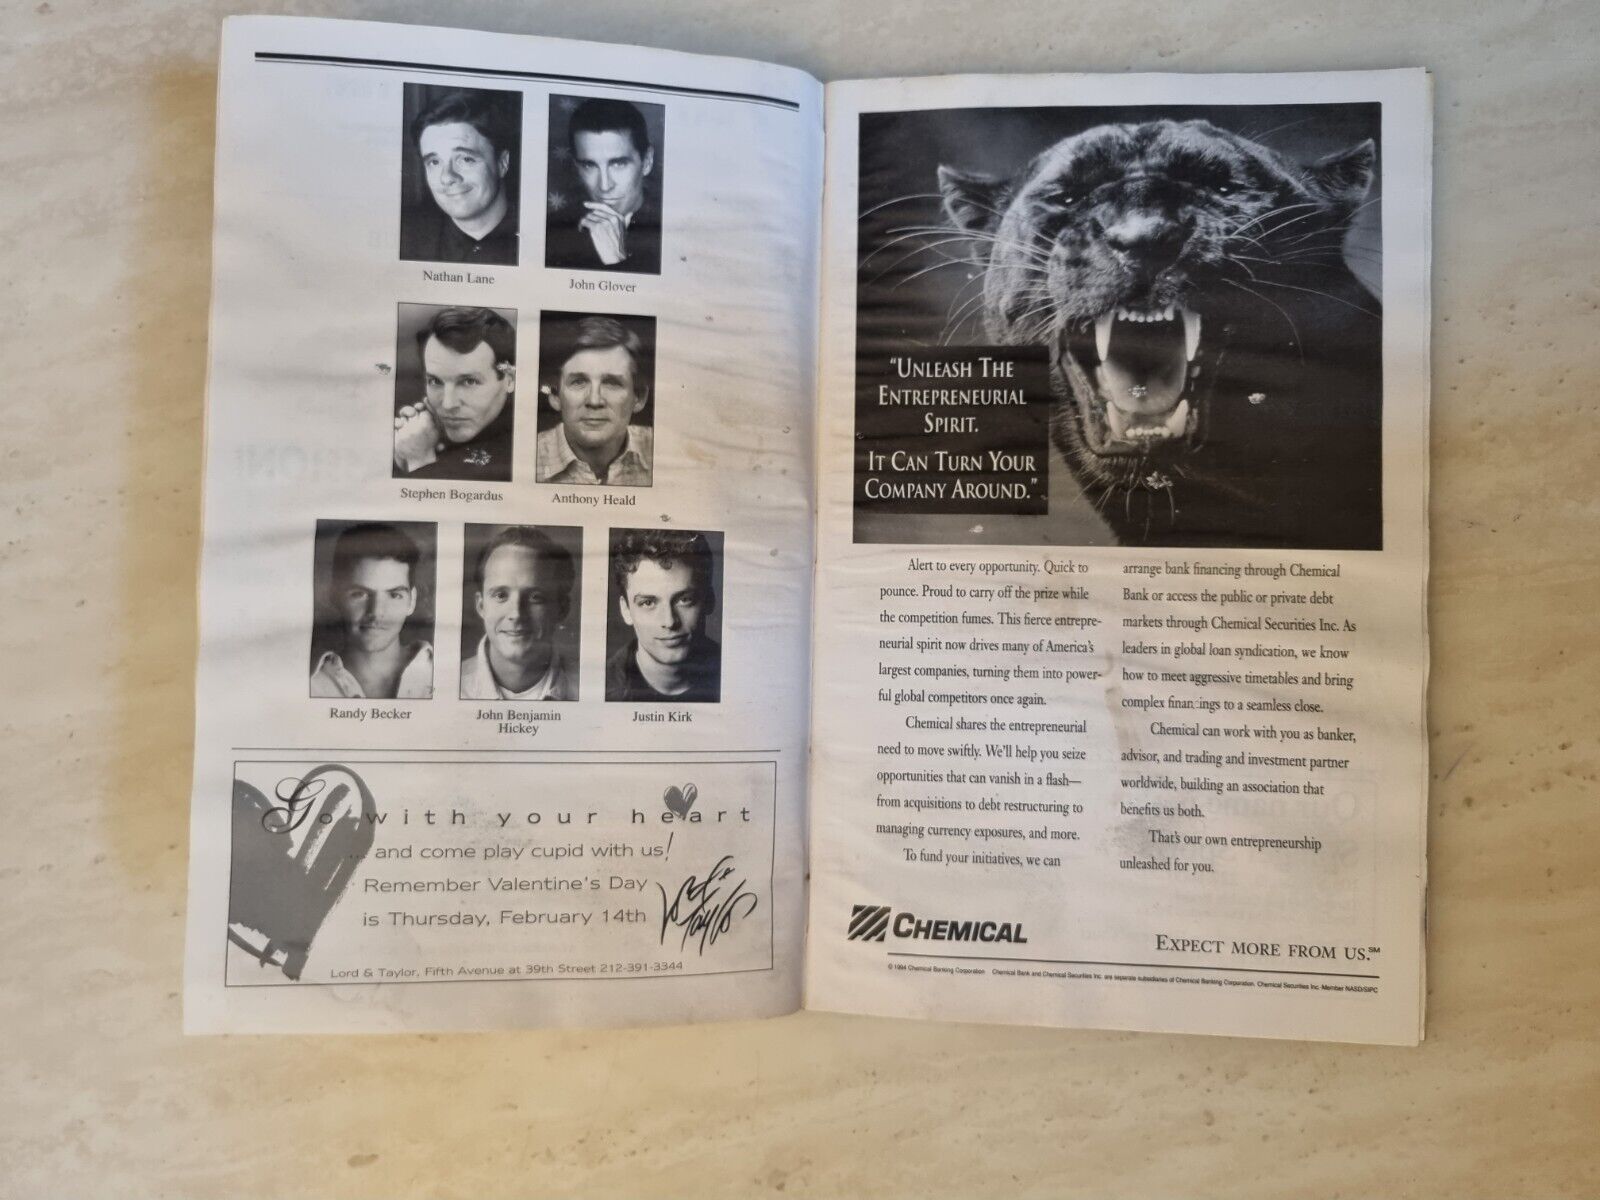 Nathan Lane
John Glover
Stephen Bogardus
Anthony Heald
Randy Becker
John Benjamin
Hickey
Justin Kirk
Go with your heart
... and come play cupid with us!
Remember Valentine's Day
is Thursday, February 14th
Lord & Taylor
Lord & Taylor, Fifth Avenue at 39th Street 212-391-3344
"UNLEASH THE
ENTREPRENEURIAL
SPIRIT.
IT CAN TURN YOUR
COMPANY AROUND."
Alert to every opportunity. Quick to
pounce. Proud to carry off the prize while
the competition fumes. This fierce entrepre-
neurial spirit now drives many of America's
largest companies, turning them into power-
ful global competitors once again.
Chemical shares the entrepreneurial
need to move swiftly. We'll help you seize
opportunities that can vanish in a flash—
from acquisitions to debt restructuring to
managing currency exposures, and more.
To fund your initiatives, we can
arrange bank financing through Chemical
Bank or access the public or private debt
markets through Chemical Securities Inc. As
leaders in global loan syndication, we know
how to meet aggressive timetables and bring
complex financings to a seamless close.
Chemical can work with you as banker,
advisor, and trading and investment partner
worldwide, building an association that
benefits us both.
That's our own entrepreneurship
unleashed for you.
CHEMICAL
EXPECT MORE FROM US.℠
© 1994 Chemical Banking Corporation Chemical Bank and Chemical Securities Inc. are separate subsidiaries of Chemical Banking Corporation. Chemical Securities Inc.-Member NASD/SIPC